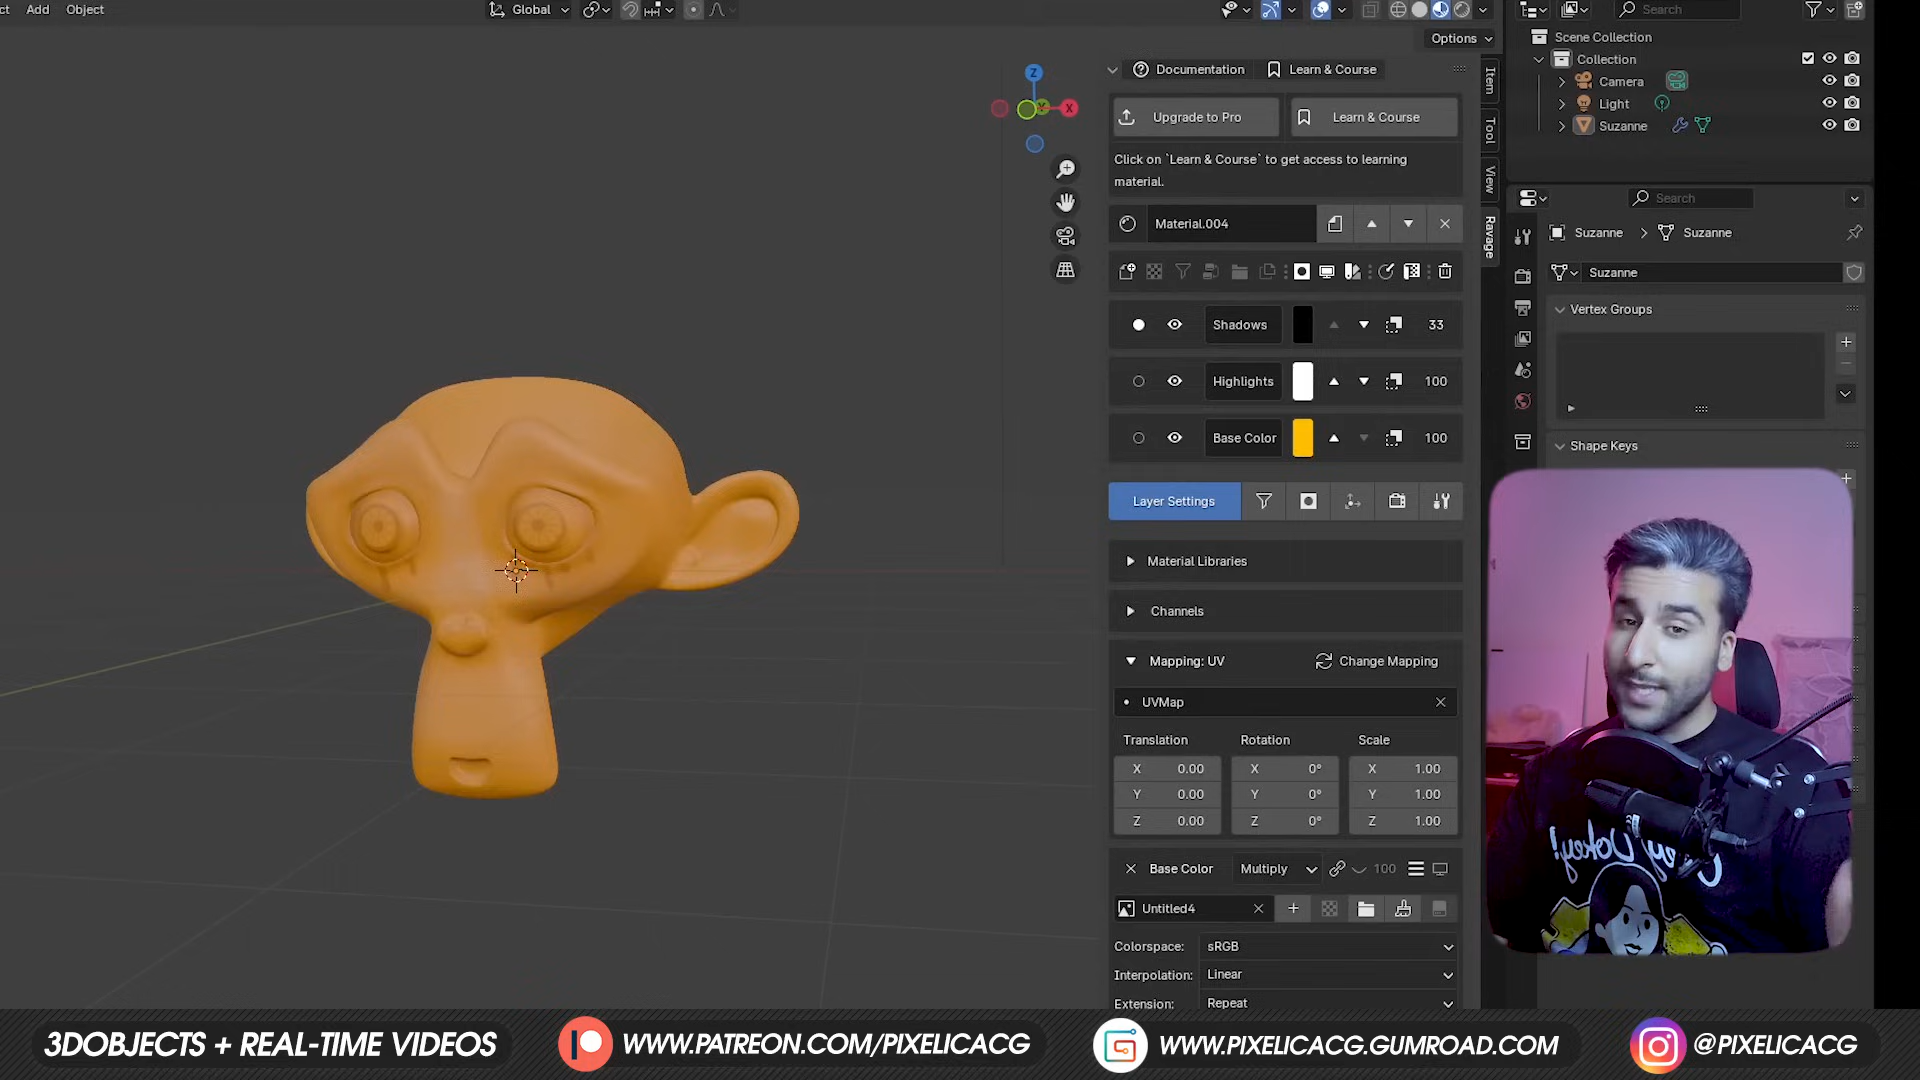 ct Add Object
Global
Options
Z
Y
X
Documentation Learn & Course
Upgrade to Pro Learn & Course
Click on `Learn & Course` to get access to learning
material.
Material.004
Shadows 33
Highlights 100
Base Color 100
Layer Settings
Material Libraries
Channels
Mapping: UV Change Mapping
UVMap
Translation Rotation Scale
X 0.00 X 0° X 1.00
Y 0.00 Y 0° Y 1.00
Z 0.00 Z 0° Z 1.00
Base Color Multiply 100
Untitled4
Colorspace: sRGB
Interpolation: Linear
Extension: Repeat
Item
Tool
View
Ravage
Search
Scene Collection
Collection
Camera
Light
Suzanne
Search
Suzanne > Suzanne
Suzanne
Vertex Groups
Shape Keys
3DOBJECTS + REAL-TIME VIDEOS
WWW.PATREON.COM/PIXELICACG
WWW.PIXELICACG.GUMROAD.COM
@PIXELICACG